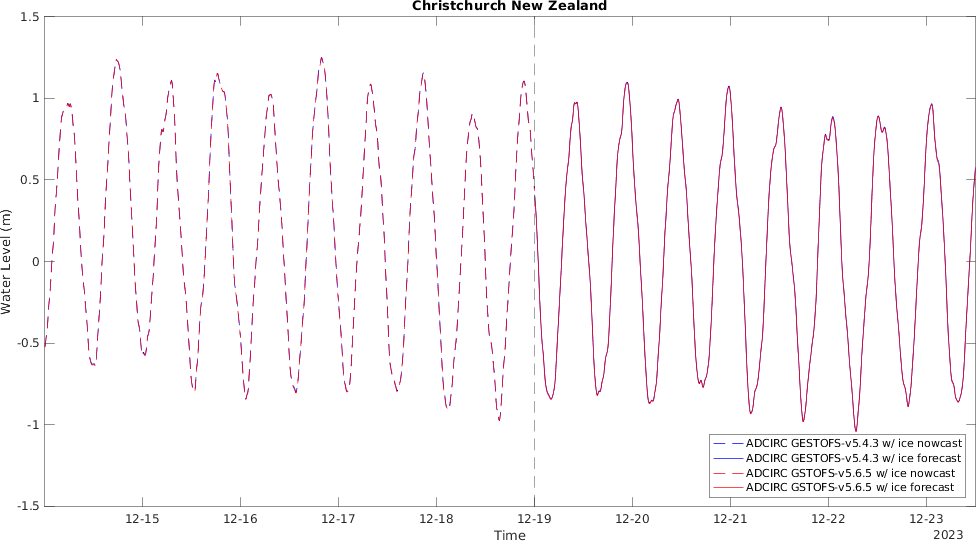 Christchurch New Zealand
1.5
1
0.5
0
-0.5
-1
-1.5
Water Level (m)
ADCIRC GESTOFS-v5.4.3 w/ ice nowcast
ADCIRC GESTOFS-v5.4.3 w/ ice forecast
ADCIRC GSTOFS-v5.6.5 w/ ice nowcast
ADCIRC GSTOFS-v5.6.5 w/ ice forecast
12-15 12-16 12-17 12-18 12-19 12-20 12-21 12-22 12-23
Time
2023